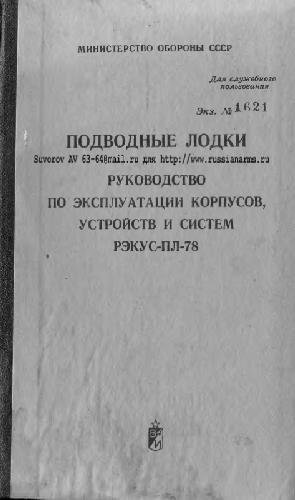 МИНИСТЕРСТВО ОБОРОНЫ СССР
Для служебного
пользования
Экз. № 1621
ПОДВОДНЫЕ ЛОДКИ
Suvorov AV 63-64@mail.ru для http://www.russianarms.ru
РУКОВОДСТВО
ПО ЭКСПЛУАТАЦИИ КОРПУСОВ,
УСТРОЙСТВ И СИСТЕМ
РЭКУС-ПЛ-78